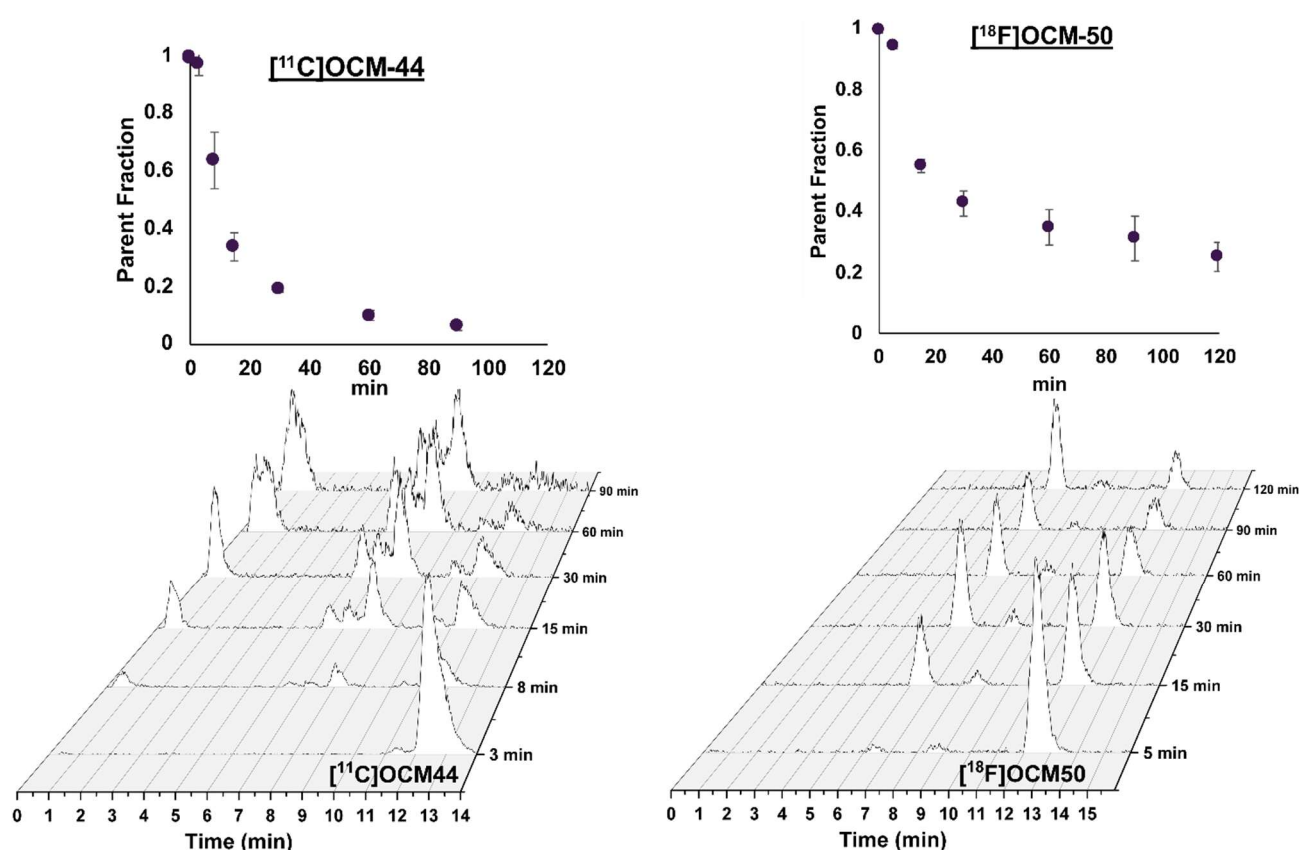 [¹¹C]OCM-44
Parent Fraction
1
0.8
0.6
0.4
0.2
0
0 20 40 60 80 100 120
min
90 min
60 min
30 min
15 min
8 min
3 min
[¹¹C]OCM44
0 1 2 3 4 5 6 7 8 9 10 11 12 13 14
Time (min)
[¹⁸F]OCM-50
Parent Fraction
1
0.8
0.6
0.4
0.2
0
0 20 40 60 80 100 120
min
120 min
90 min
60 min
30 min
15 min
5 min
[¹⁸F]OCM50
0 1 2 3 4 5 6 7 8 9 10 11 12 13 14 15
Time (min)